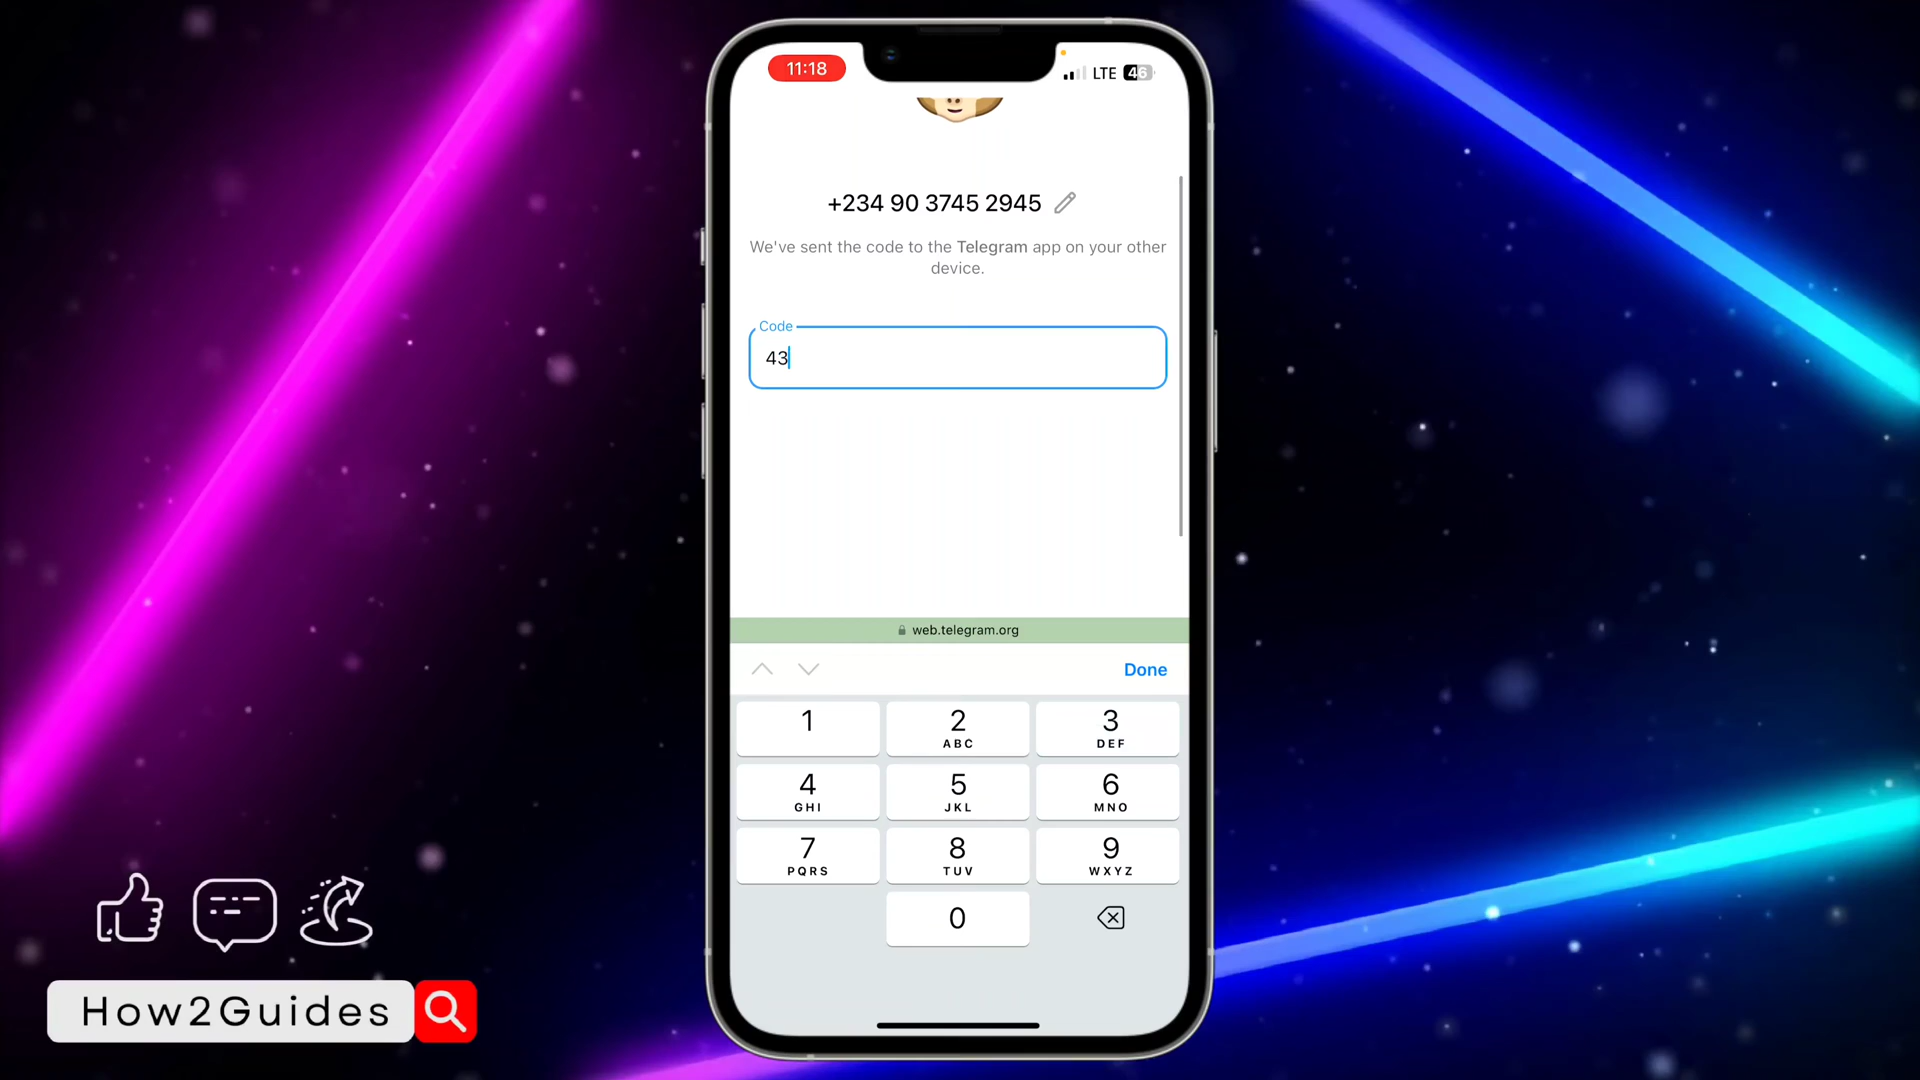 11:18
LTE 46
+234 90 3745 2945
We've sent the code to the Telegram app on your other
device.
Code
43
web.telegram.org
Done
1
2
ABC
3
DEF
4
GHI
5
JKL
6
MNO
7
PQRS
8
TUV
9
WXYZ
0
How2Guides